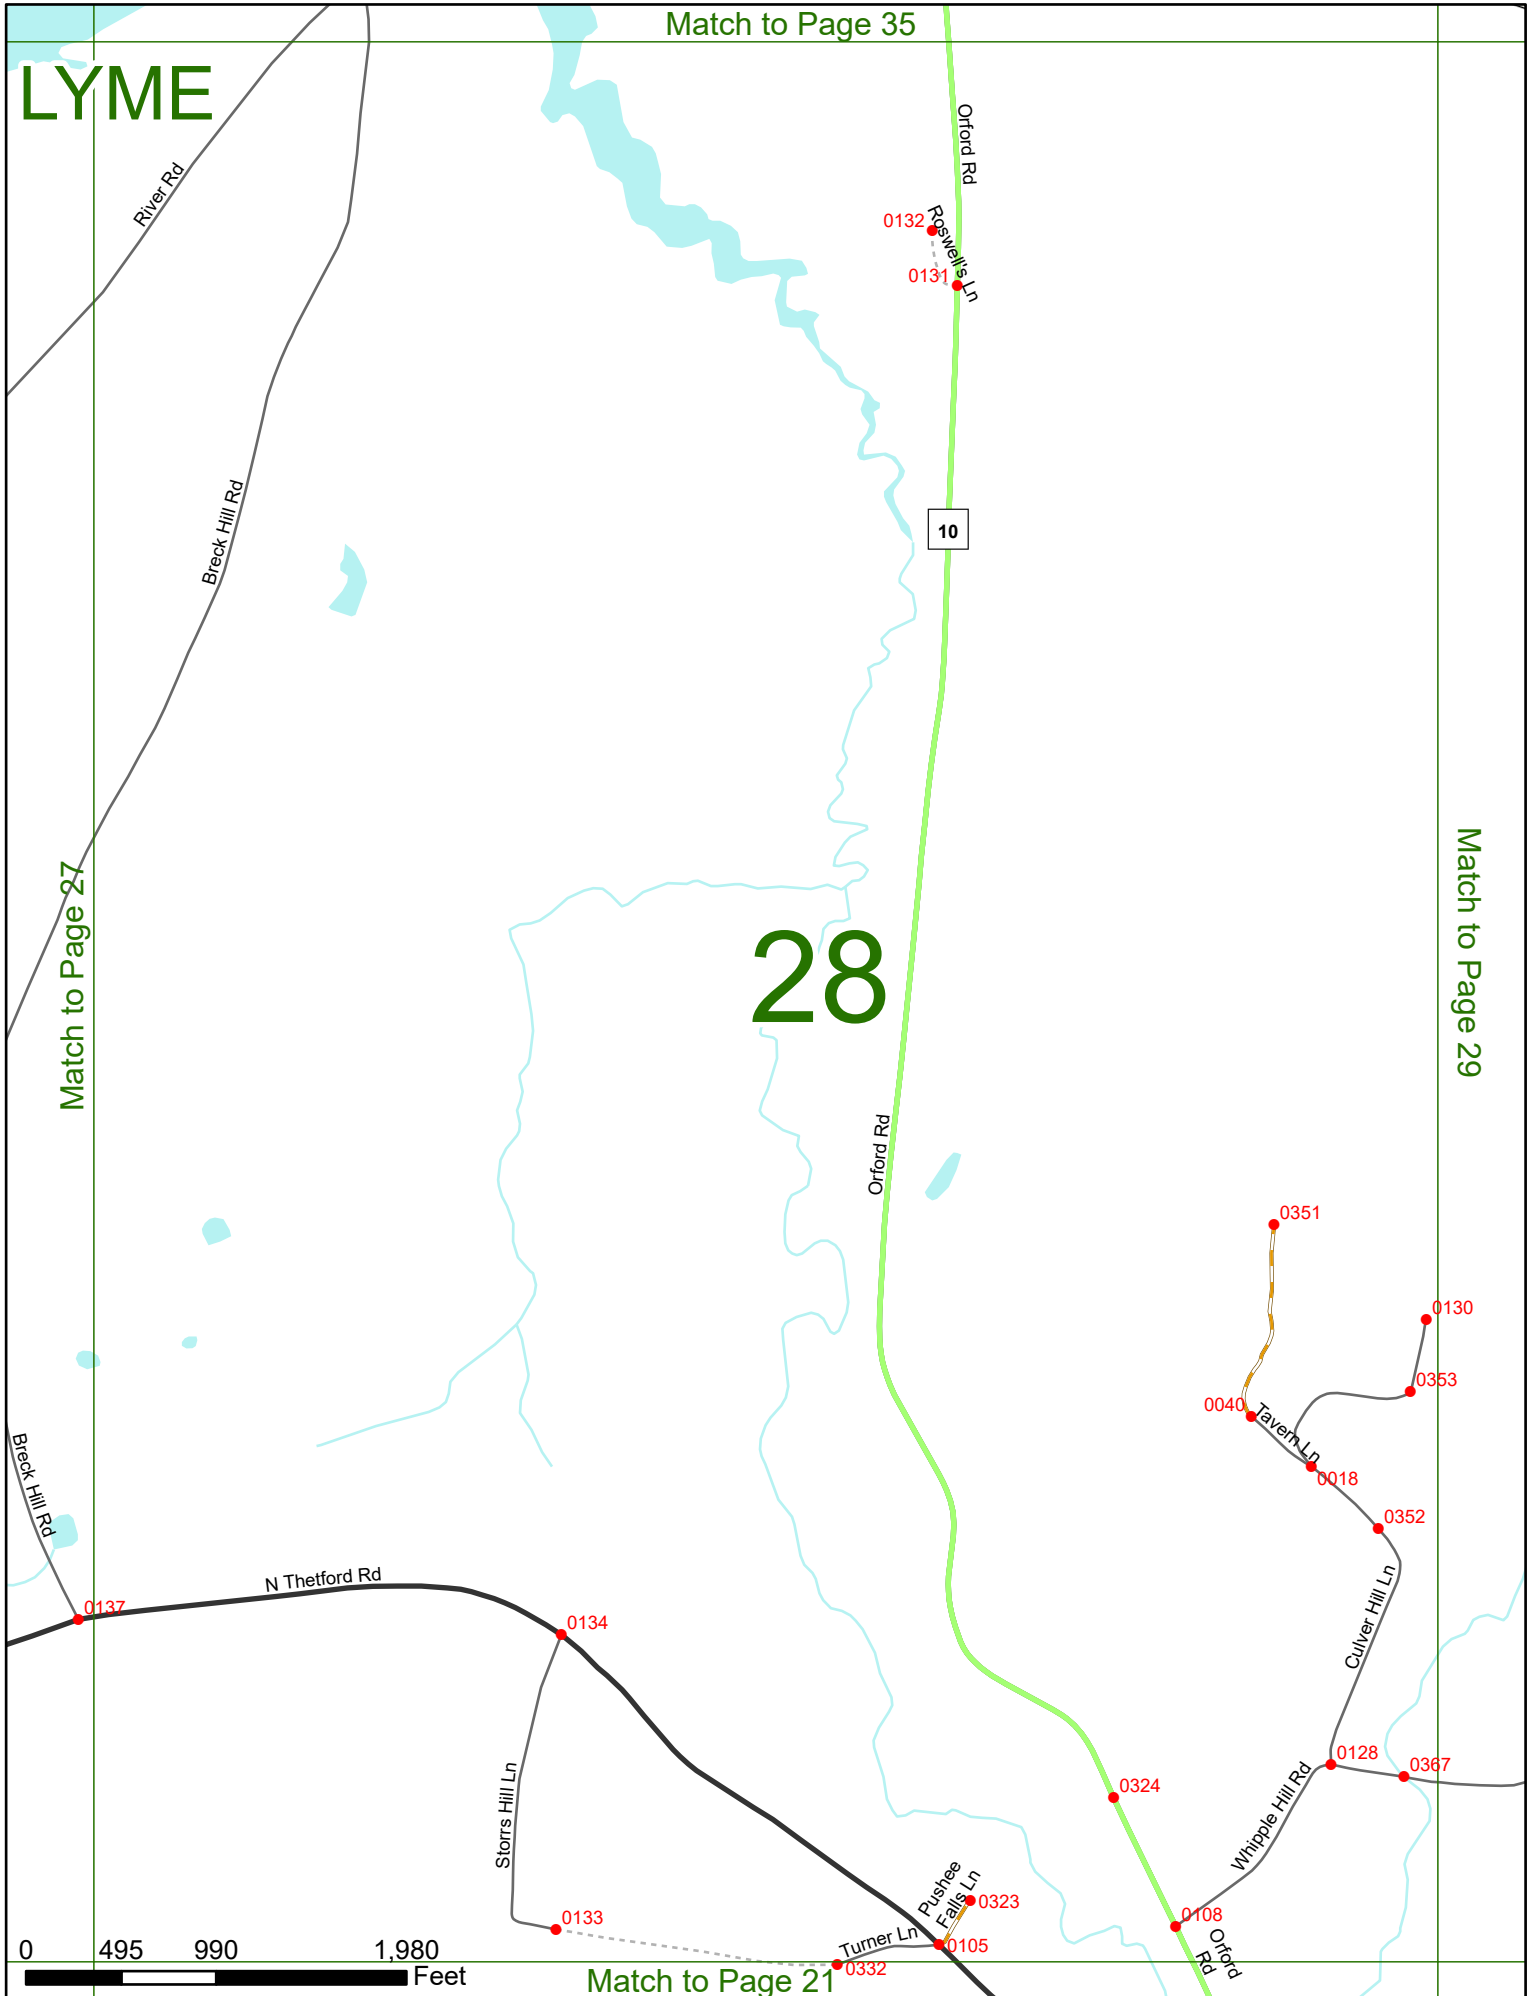 Match to Page 35
LYME
Orford Rd
River Rd
0132
Roswell's Ln
0131
Breck Hill Rd
10
Match to Page 27
Match to Page 29
28
Orford Rd
0351
0130
0353
0040
Tavern Ln
0018
Breck Hill Rd
0352
N Thetford Rd
Culver Hill Ln
0137
0134
0128
0367
Storrs Hill Ln
0324
Whipple Hill Rd
Pushee
Falls Ln
0323
0133
0108
Turner Ln
0105
Orford
Rd
0332
0 495 990 1,980
Feet
Match to Page 21